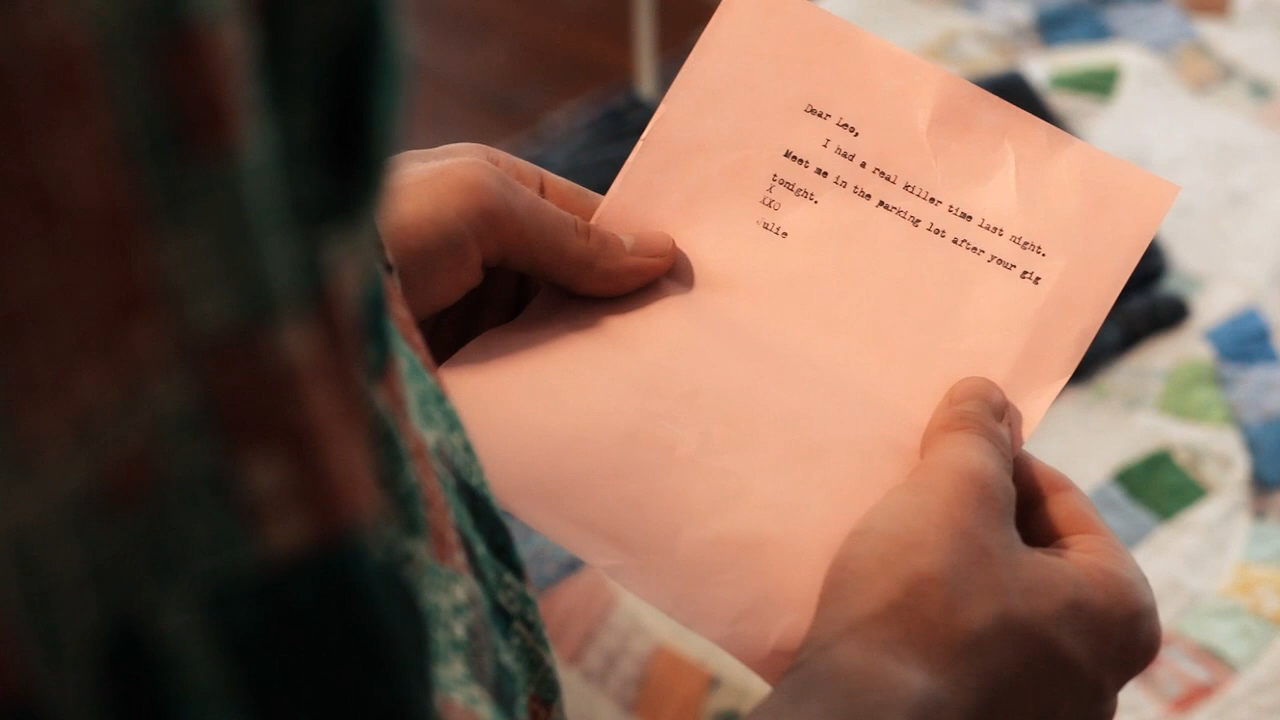 Dear Leo,
I had a real killer time last night.
Meet me in the parking lot after your gig
tonight.
X
XXO
Julie